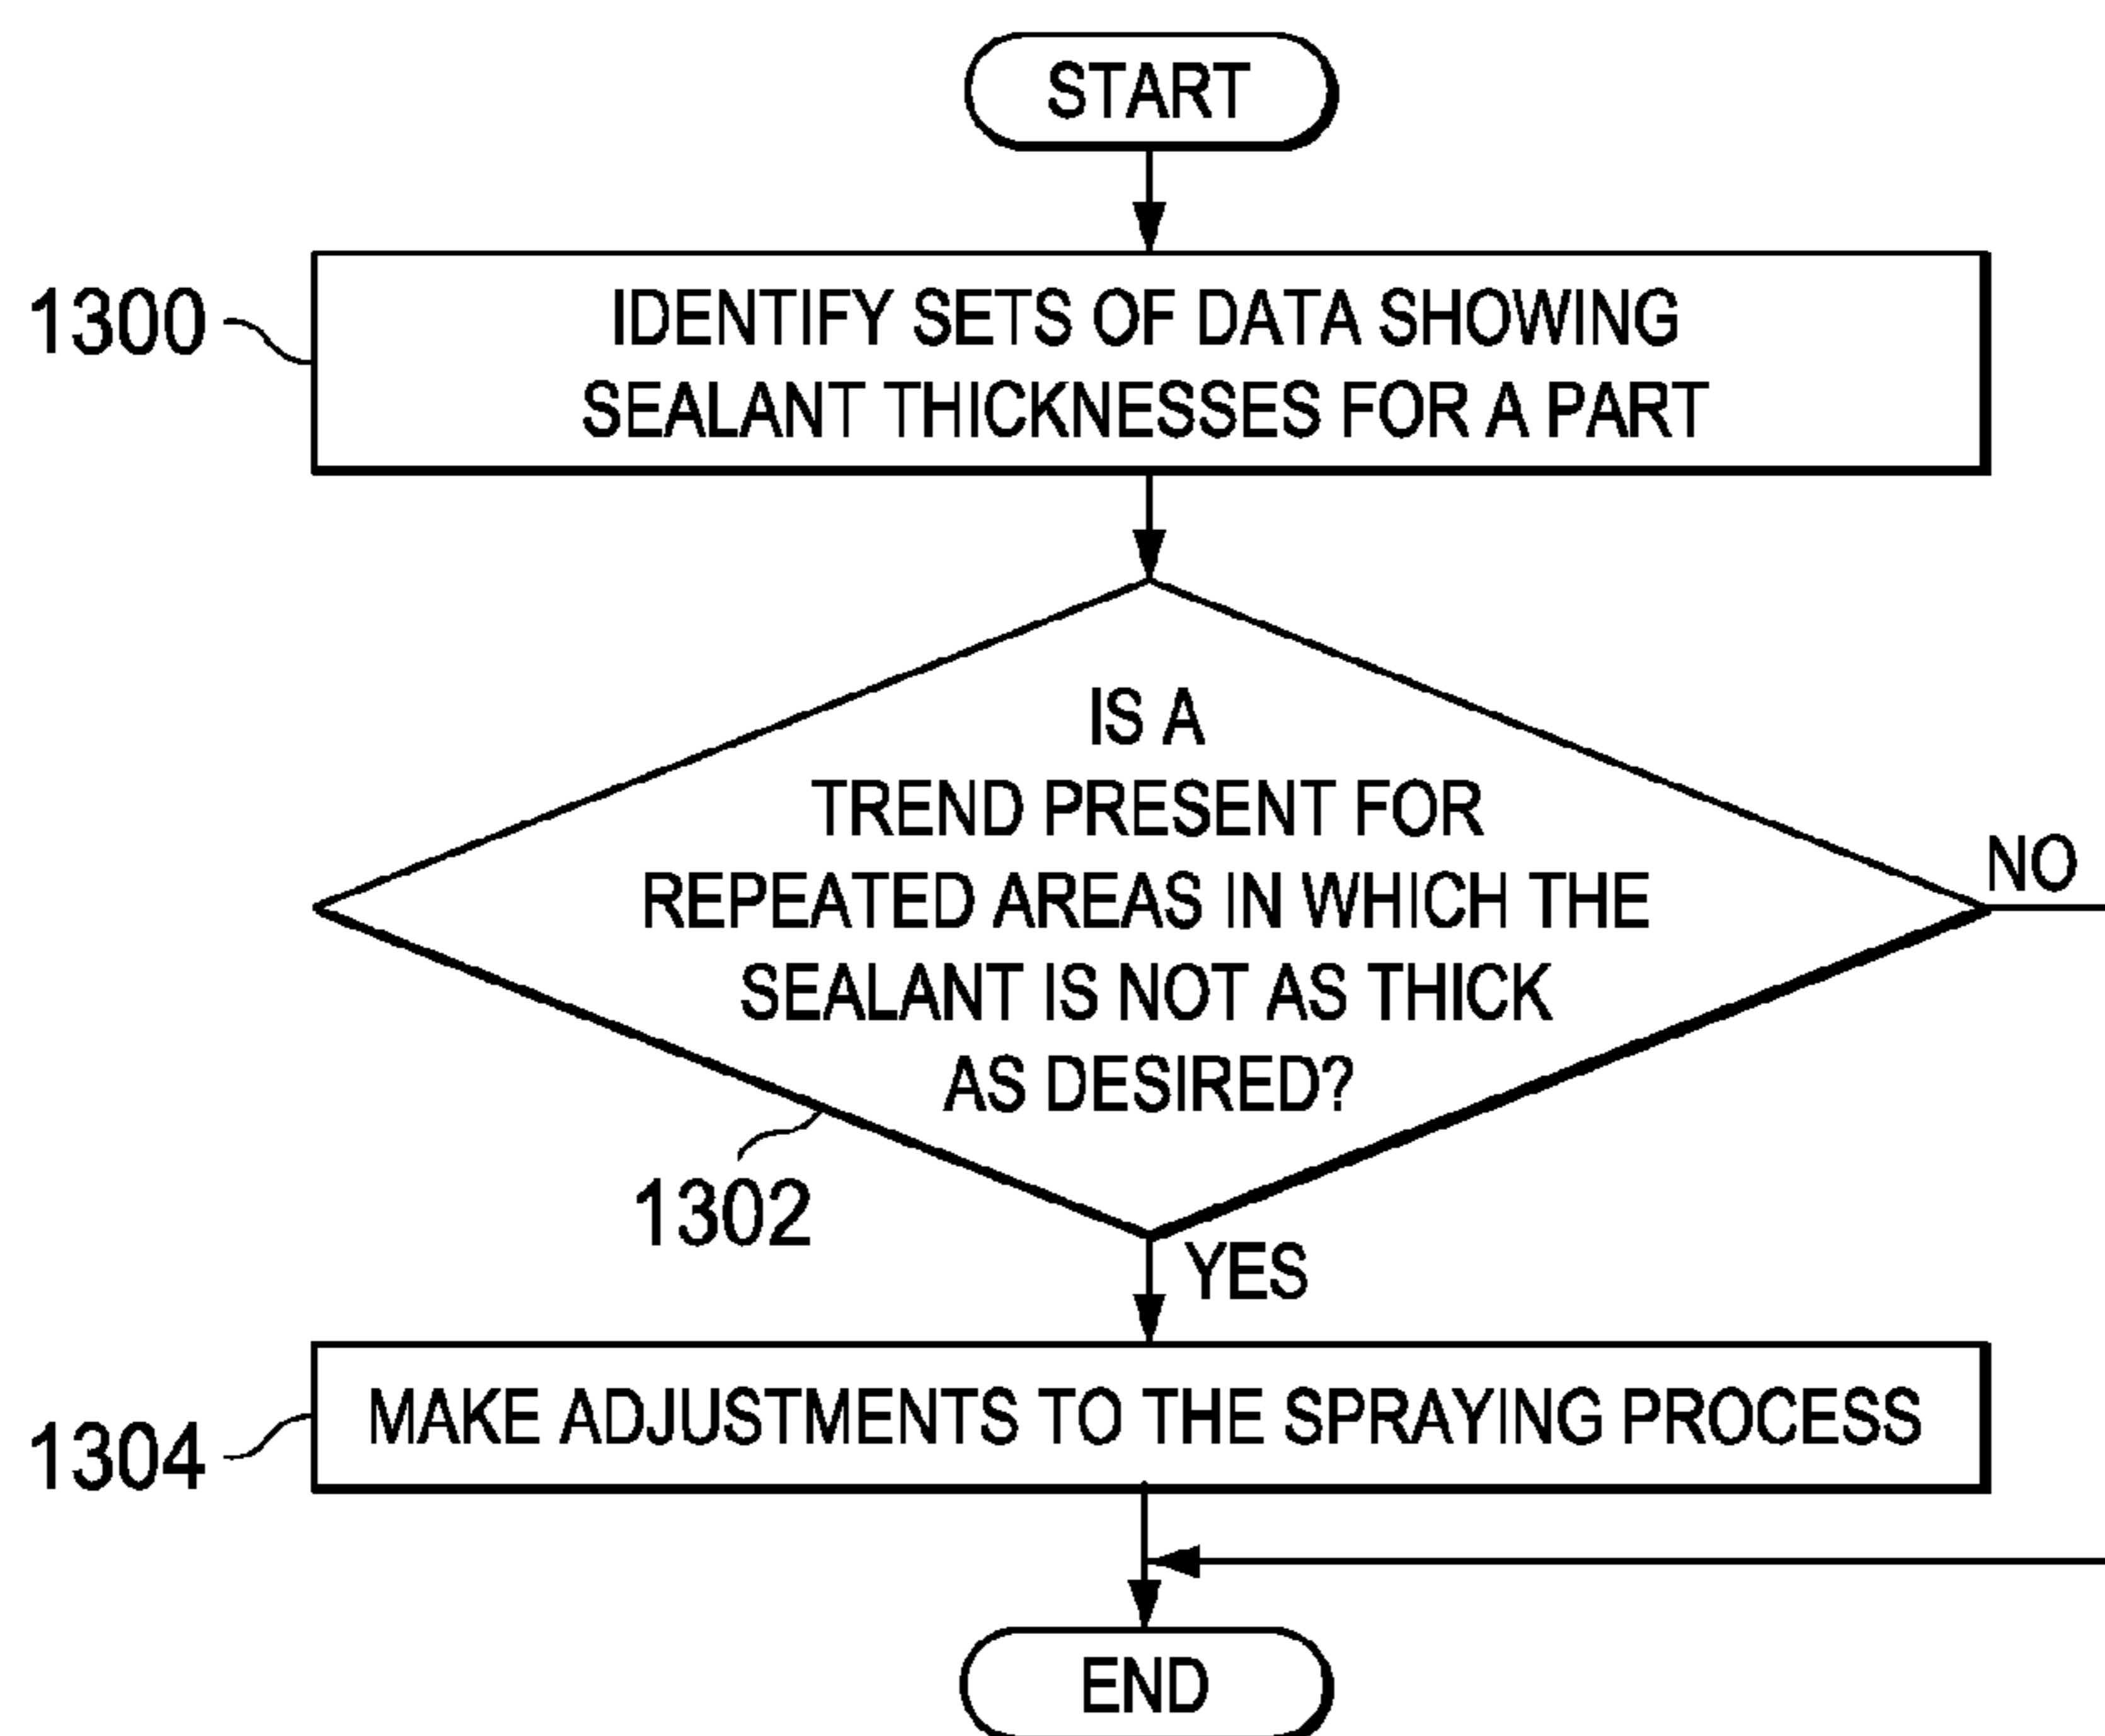 START
1300
IDENTIFY SETS OF DATA SHOWING
SEALANT THICKNESSES FOR A PART
IS A
TREND PRESENT FOR
REPEATED AREAS IN WHICH THE
SEALANT IS NOT AS THICK
AS DESIRED?
NO
1302
YES
1304
MAKE ADJUSTMENTS TO THE SPRAYING PROCESS
END